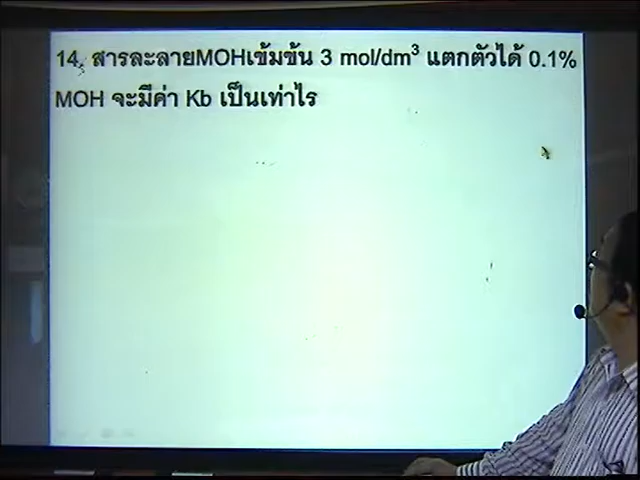 14. สารละลายMOHเข้มข้น 3 mol/dm³ แตกตัวได้ 0.1%
MOH จะมีค่า Kb เป็นเท่าไร